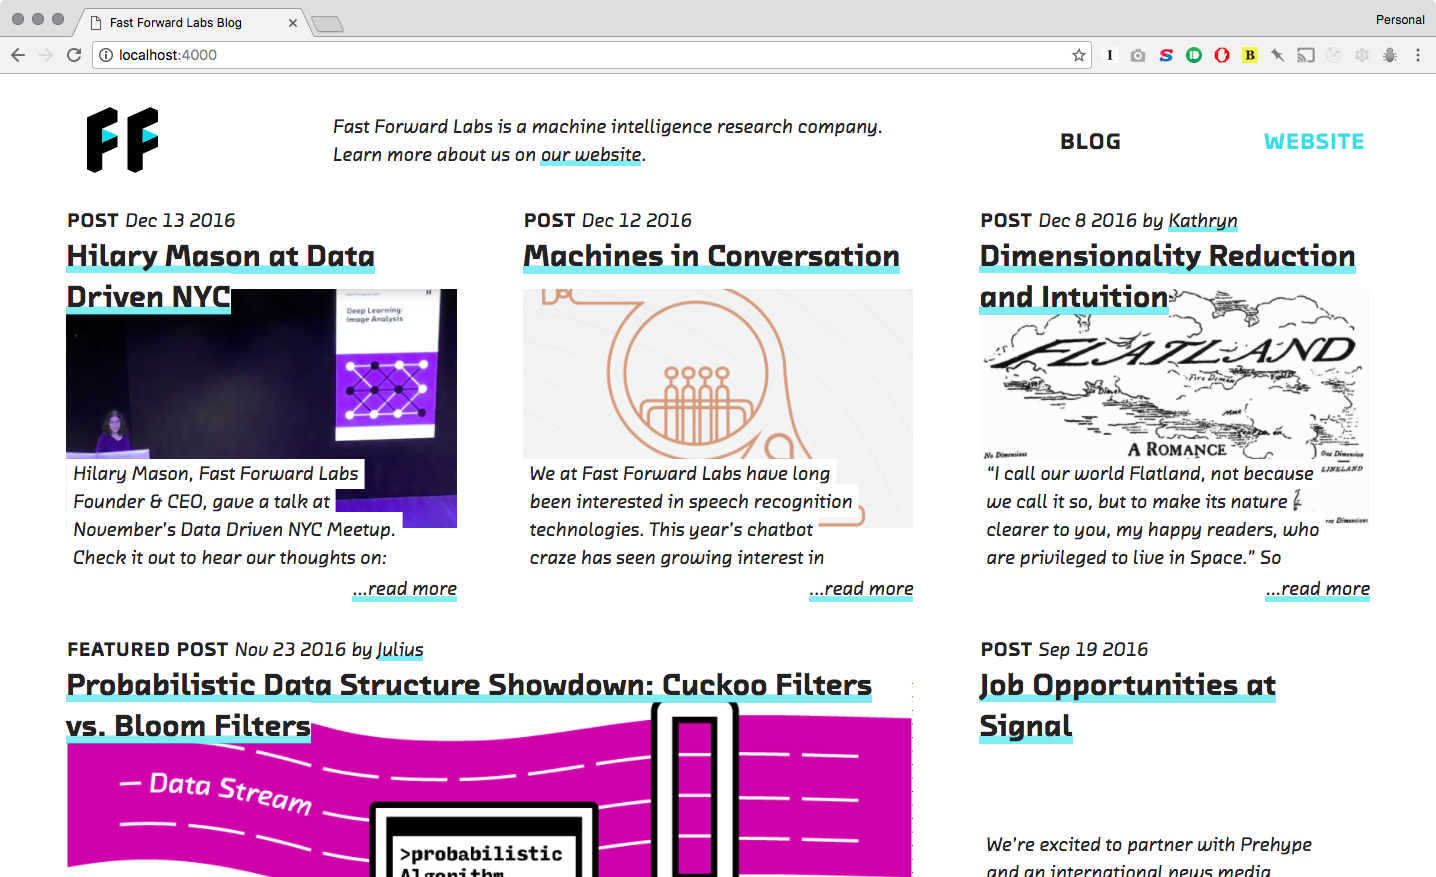 Fast Forward Labs Blog
Personal
localhost:4000
FF
Fast Forward Labs is a machine intelligence research company.
Learn more about us on our website.
BLOG
WEBSITE
POST Dec 13 2016
Hilary Mason at Data
Driven NYC
Deep Learning:
Image Analysis
Hilary Mason, Fast Forward Labs
Founder & CEO, gave a talk at
November's Data Driven NYC Meetup.
Check it out to hear our thoughts on:
...read more
POST Dec 12 2016
Machines in Conversation
We at Fast Forward Labs have long
been interested in speech recognition
technologies. This year's chatbot
craze has seen growing interest in
...read more
POST Dec 8 2016 by Kathryn
Dimensionality Reduction
and Intuition
FLATLAND
Fire Demon
No Dimensions
A ROMANCE
One Dimension
LINELAND
“I call our world Flatland, not because
we call it so, but to make its nature
clearer to you, my happy readers, who
are privileged to live in Space.” So
...read more
FEATURED POST Nov 23 2016 by Julius
Probabilistic Data Structure Showdown: Cuckoo Filters
vs. Bloom Filters
Data Stream
>probabilistic
Algorithm
POST Sep 19 2016
Job Opportunities at
Signal
We're excited to partner with Prehype
and an international news media